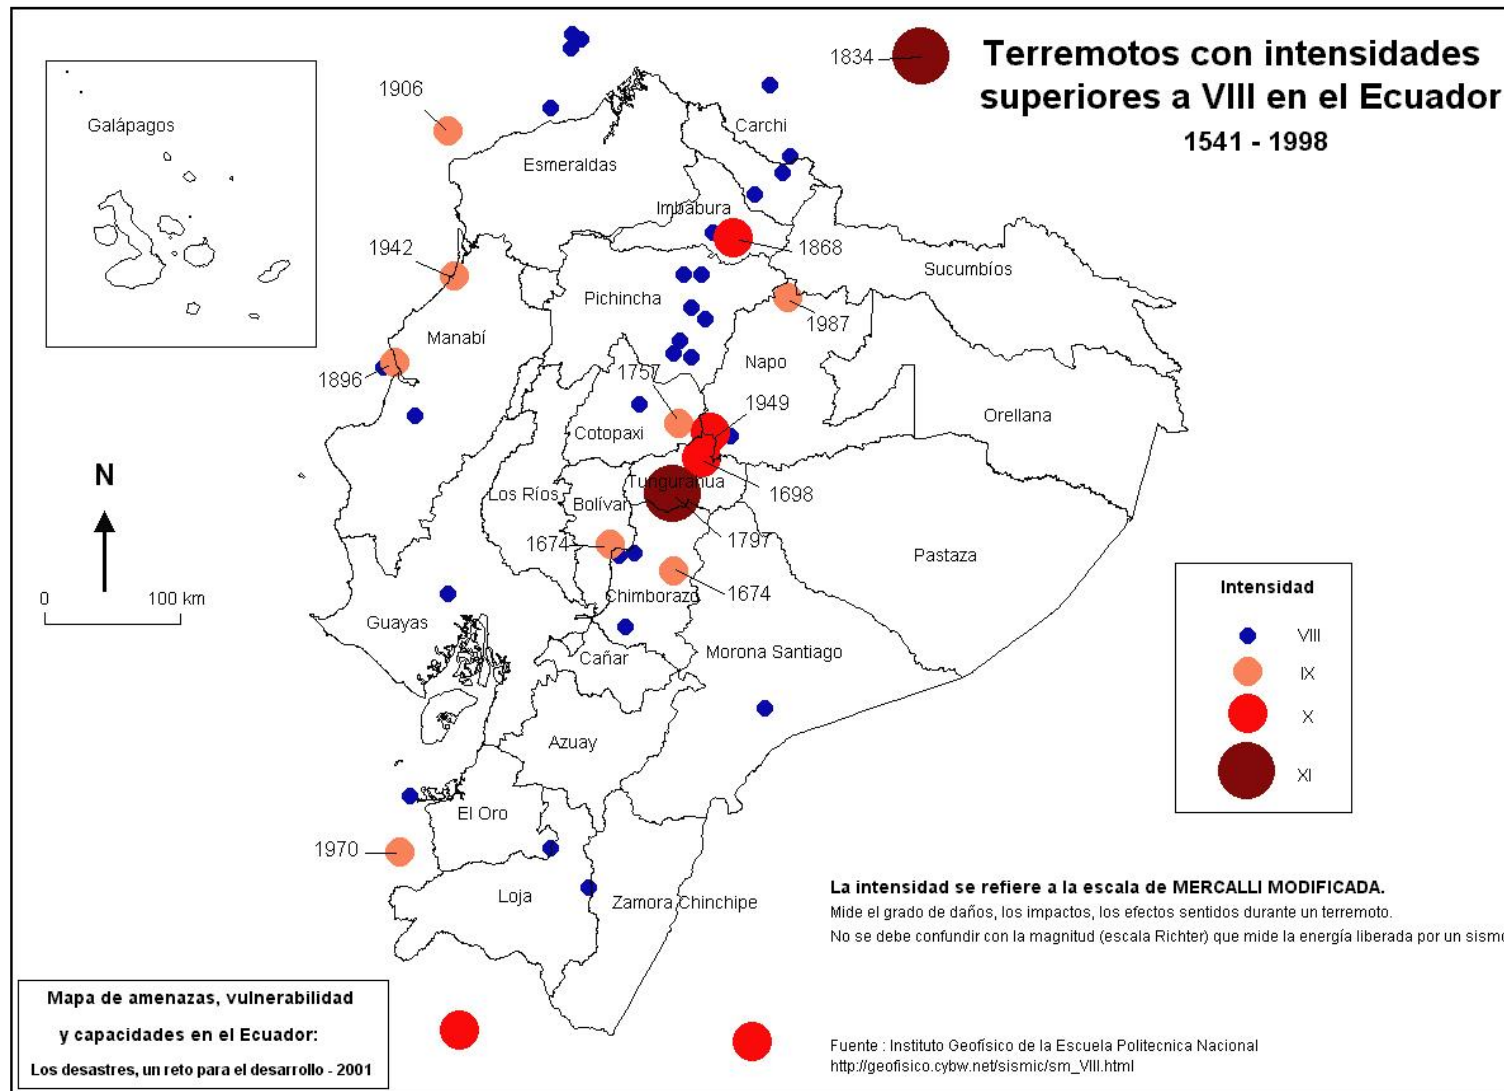 Terremotos con intensidades
superiores a VIII en el Ecuador
1541 - 1998
1834
1906
Galápagos
Carchi
Esmeraldas
Imbabura
1942
1868
Sucumbíos
Pichincha
1987
Manabí
1896
1757
Napo
1949
Orellana
Cotopaxi
N
Los Ríos
Bolívar
Tungurahua
1698
1674
1797
Pastaza
0 100 km
Chimborazo
1674
Guayas
Cañar
Morona Santiago
Azuay
El Oro
1970
Loja
Zamora Chinchipe
Intensidad
VIII
IX
X
XI
La intensidad se refiere a la escala de MERCALLI MODIFICADA.
Mide el grado de daños, los impactos, los efectos sentidos durante un terremoto.
No se debe confundir con la magnitud (escala Richter) que mide la energía liberada por un sismo
Mapa de amenazas, vulnerabilidad
y capacidades en el Ecuador:
Los desastres, un reto para el desarrollo - 2001
Fuente : Instituto Geofísico de la Escuela Politecnica Nacional
http://geofisico.cybw.net/sismic/sm_VIII.html